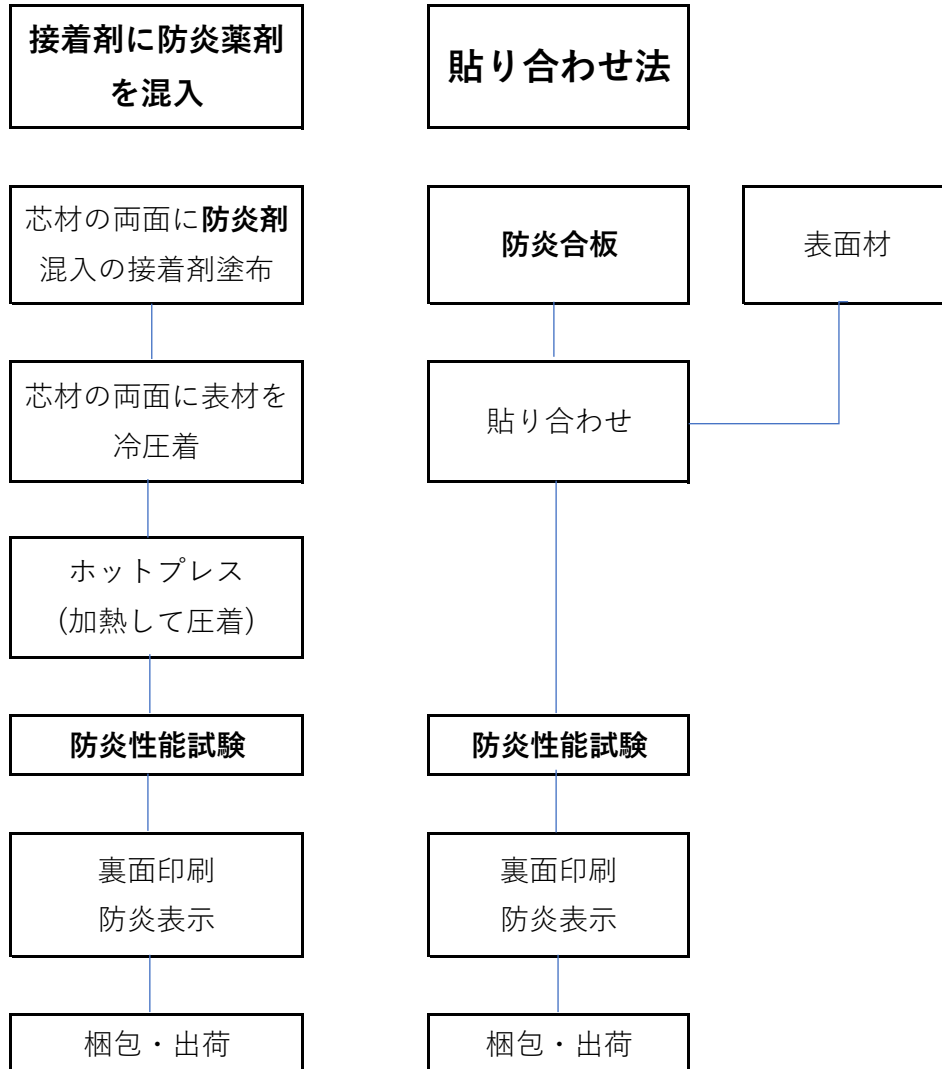 接着剤に防炎薬剤
を混入
芯材の両面に防炎剤
混入の接着剤塗布
芯材の両面に表材を
冷圧着
ホットプレス
(加熱して圧着)
防炎性能試験
裏面印刷
防炎表示
梱包・出荷
貼り合わせ法
防炎合板
表面材
貼り合わせ
防炎性能試験
裏面印刷
防炎表示
梱包・出荷